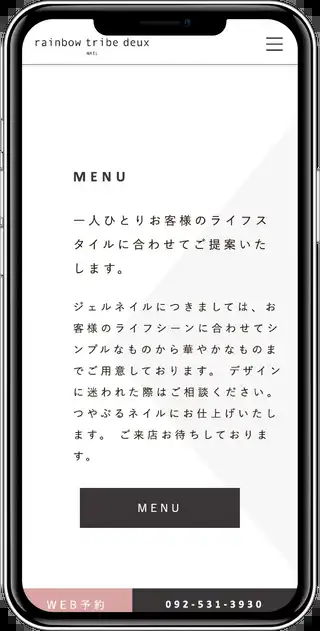 rainbow tribe deux
NAIL
MENU
一人ひとりお客様のライフス
タイルに合わせてご提案いた
します。
ジェルネイルにつきましては、お
客様のライフシーンに合わせてシ
ンプルなものから華やかなものま
でご用意しております。 デザイン
に迷われた際はご相談ください。
つやぷるネイルにお仕上げいたし
ます。 ご来店お待ちしておりま
す。
MENU
WEB予約
092-531-3930